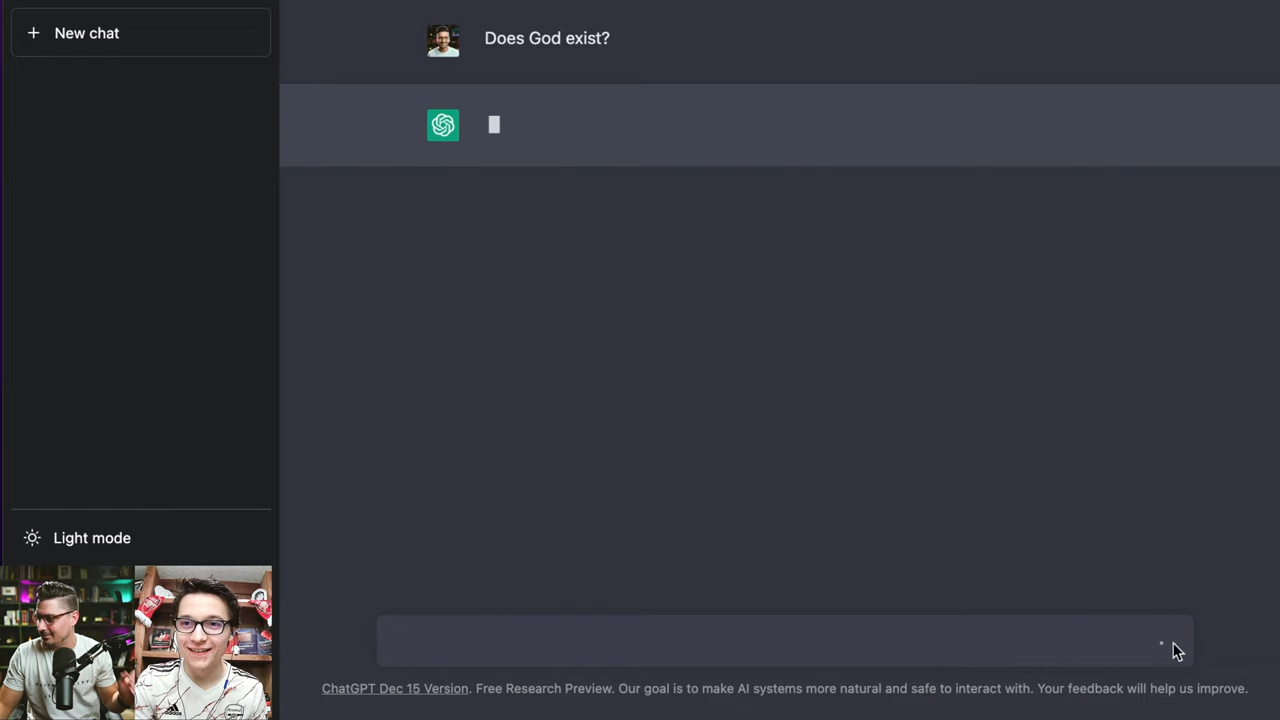 New chat
Does God exist?
Light mode
ChatGPT Dec 15 Version. Free Research Preview. Our goal is to make AI systems more natural and safe to interact with. Your feedback will help us improve.